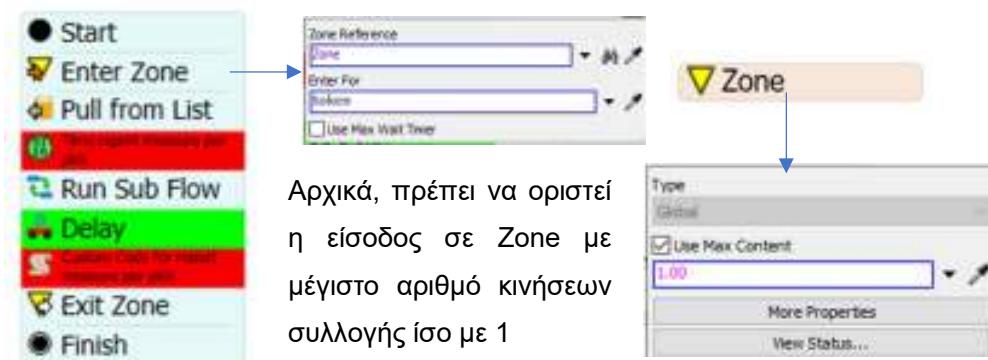 Start
Enter Zone
Pull from List
Run Sub Flow
Delay
Exit Zone
Finish
Zone Reference
Zone
Enter For
token
Use Max Wait Timer
Αρχικά, πρέπει να οριστεί
η είσοδος σε Zone με
μέγιστο αριθμό κινήσεων
συλλογής ίσο με 1
Zone
Type
Global
Use Max Content
1.00
More Properties
View Status...